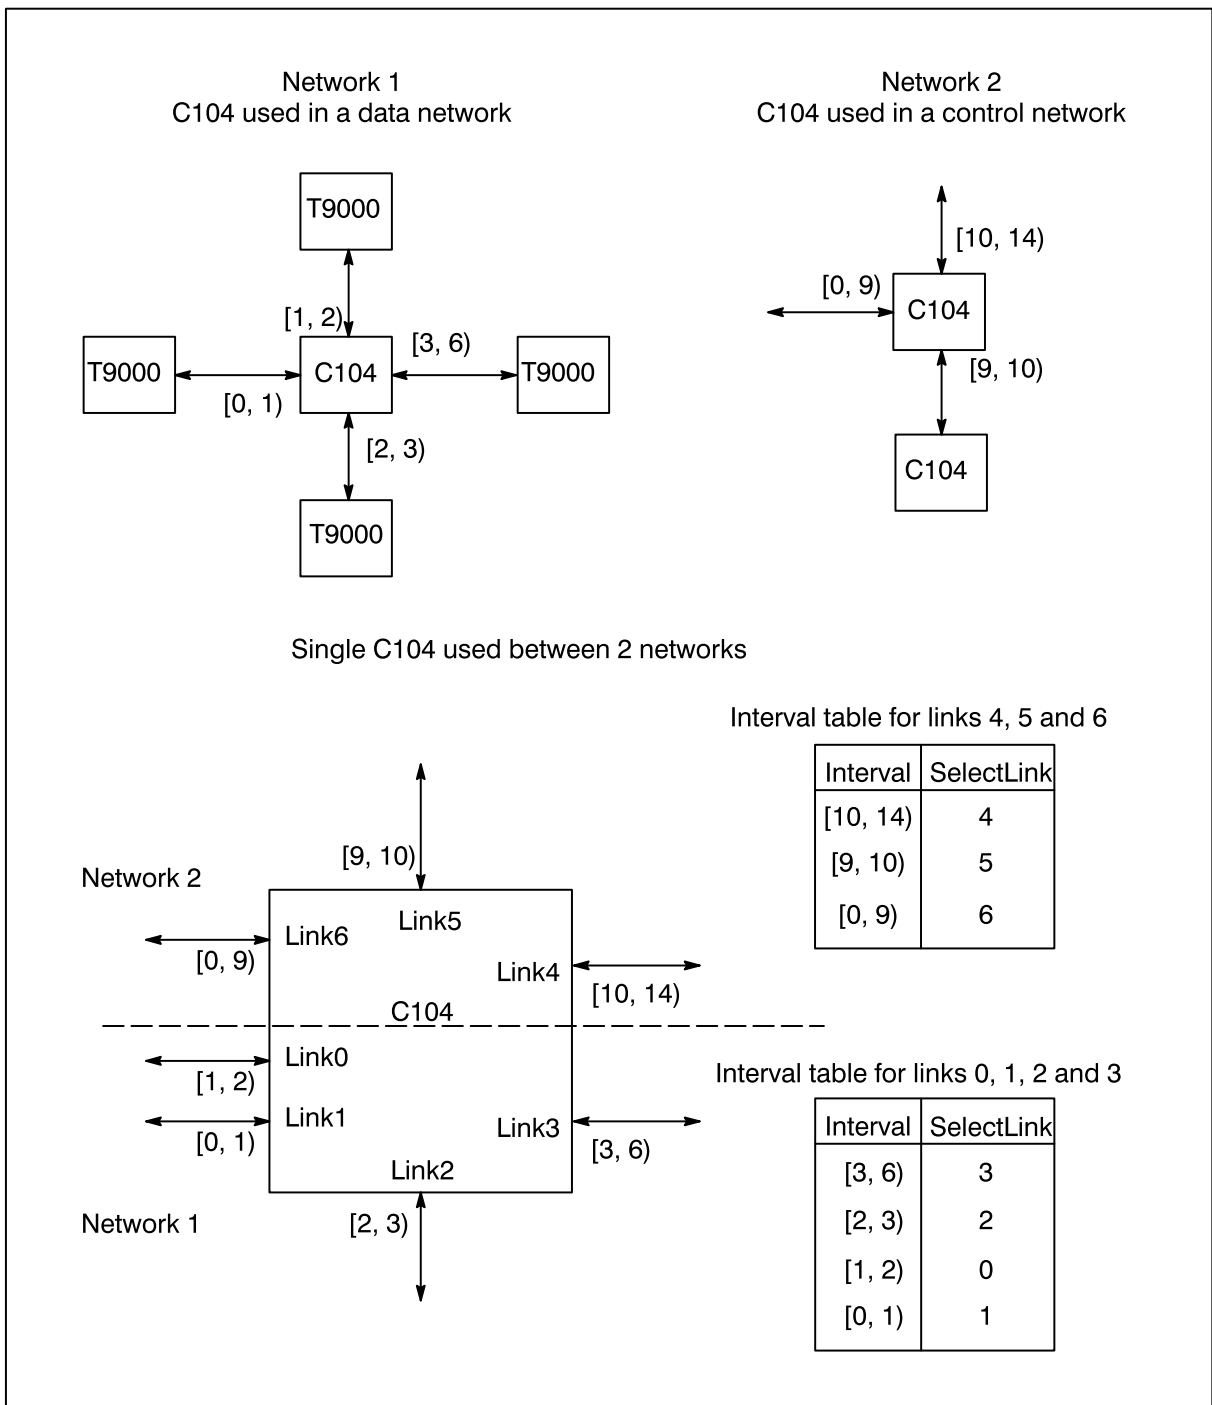 Network 1
C104 used in a data network
Network 2
C104 used in a control network
T9000
[1, 2)
[3, 6)
T9000
C104
T9000
[0, 1)
[2, 3)
T9000
[10, 14)
[0, 9)
C104
[9, 10)
C104
Single C104 used between 2 networks
Interval table for links 4, 5 and 6
Interval SelectLink
[10, 14) 4
[9, 10) 5
[0, 9) 6
[9, 10)
Network 2
Link5
Link6
[0, 9)
Link4
[10, 14)
C104
Link0
[1, 2)
Link1
[0, 1)
Link3
[3, 6)
Link2
Network 1
[2, 3)
Interval table for links 0, 1, 2 and 3
Interval SelectLink
[3, 6) 3
[2, 3) 2
[1, 2) 0
[0, 1) 1